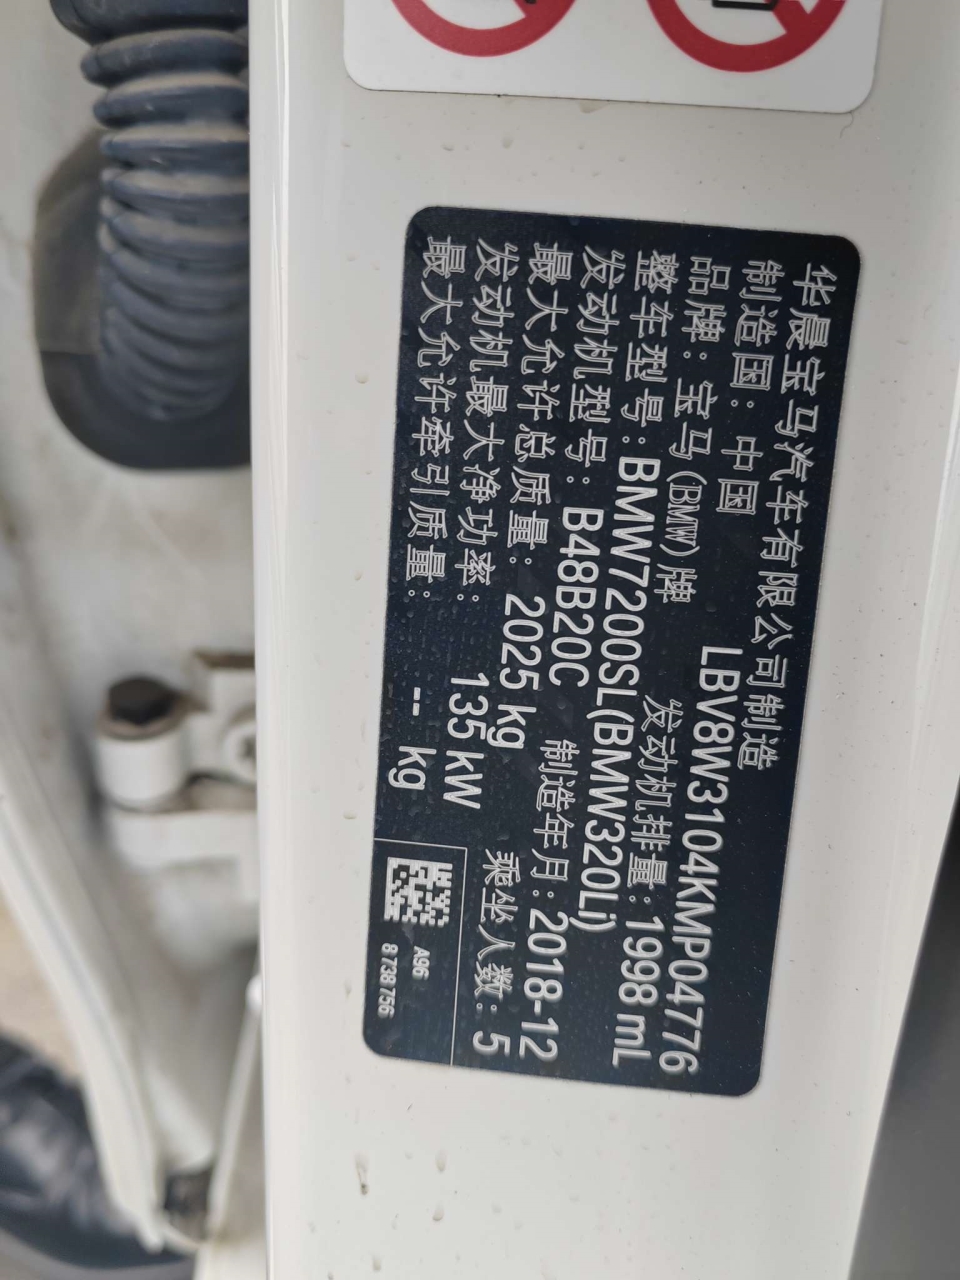 华晨宝马汽车有限公司制造
制造国：中国 LBV8W3104KMP04776
品牌：宝马(BMW)牌 发动机排量：1998 mL
整车型号：BMW7200SL(BMW320Li)
发动机型号：B48B20C 制造年月：2018-12
最大允许总质量：2025 kg 乘坐人数：5
发动机最大净功率：135 kW
最大允许牵引质量：-- kg
A96
8 738 756